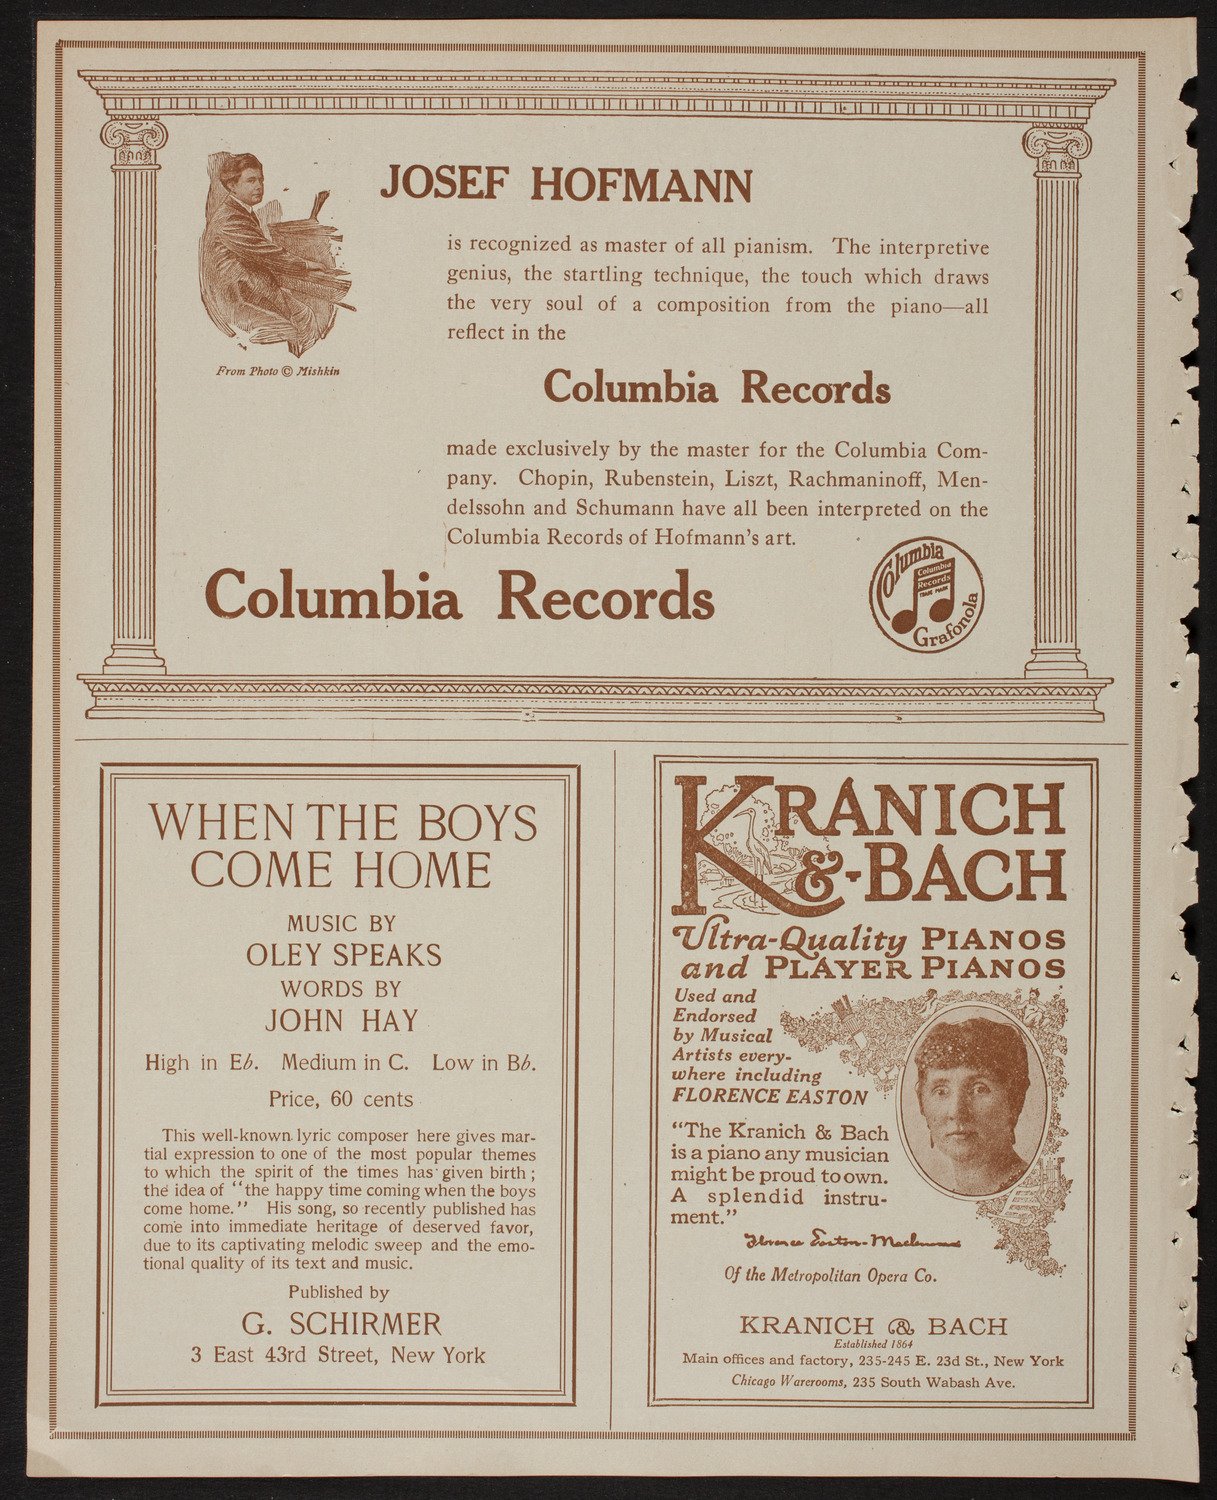 JOSEF HOFMANN
is recognized as master of all pianism. The interpretive
genius, the startling technique, the touch which draws
the very soul of a composition from the piano—all
reflect in the
From Photo © Mishkin
Columbia Records
made exclusively by the master for the Columbia Com-
pany. Chopin, Rubenstein, Liszt, Rachmaninoff, Men-
delssohn and Schumann have all been interpreted on the
Columbia Records of Hofmann's art.
Columbia Records
Columbia
Columbia
Records
TRADE MARK
Grafonola
WHEN THE BOYS
COME HOME
MUSIC BY
OLEY SPEAKS
WORDS BY
JOHN HAY
High in E♭. Medium in C. Low in B♭.
Price, 60 cents
This well-known lyric composer here gives mar-
tial expression to one of the most popular themes
to which the spirit of the times has given birth;
the idea of "the happy time coming when the boys
come home." His song, so recently published has
come into immediate heritage of deserved favor,
due to its captivating melodic sweep and the emo-
tional quality of its text and music.
Published by
G. SCHIRMER
3 East 43rd Street, New York
KRANICH
&-BACH
Ultra-Quality PIANOS
and PLAYER PIANOS
Used and
Endorsed
by Musical
Artists every-
where including
FLORENCE EASTON
"The Kranich & Bach
is a piano any musician
might be proud to own.
A splendid instru-
ment."
Florence Easton-Maclennan
Of the Metropolitan Opera Co.
KRANICH & BACH
Established 1864
Main offices and factory, 235-245 E. 23d St., New York
Chicago Warerooms, 235 South Wabash Ave.